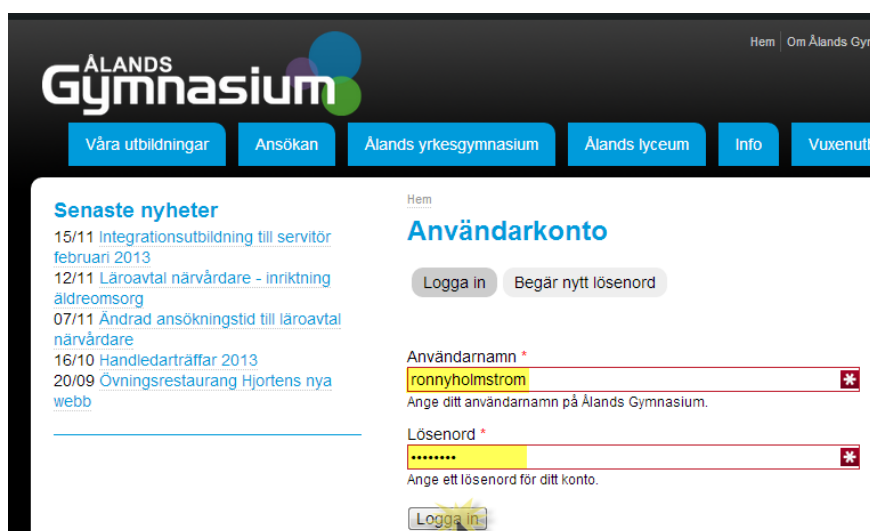 Hem Om Ålands Gyn
ÅLANDS
Gymnasium
Våra utbildningar Ansökan Ålands yrkesgymnasium Ålands lyceum Info Vuxenutb
Senaste nyheter
15/11 Integrationsutbildning till servitör
februari 2013
12/11 Läroavtal närvårdare - inriktning
äldreomsorg
07/11 Ändrad ansökningstid till läroavtal
närvårdare
16/10 Handledarträffar 2013
20/09 Övningsrestaurang Hjortens nya
webb
Hem
Användarkonto
Logga in Begär nytt lösenord
Användarnamn *
ronnyholmstrom
Ange ditt användarnamn på Ålands Gymnasium.
Lösenord *
••••••••
Ange ett lösenord för ditt konto.
Logga in